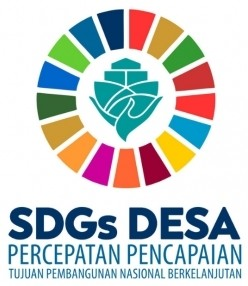 SDGs DESA
PERCEPATAN PENCAPAIAN
TUJUAN PEMBANGUNAN NASIONAL BERKELANJUTAN